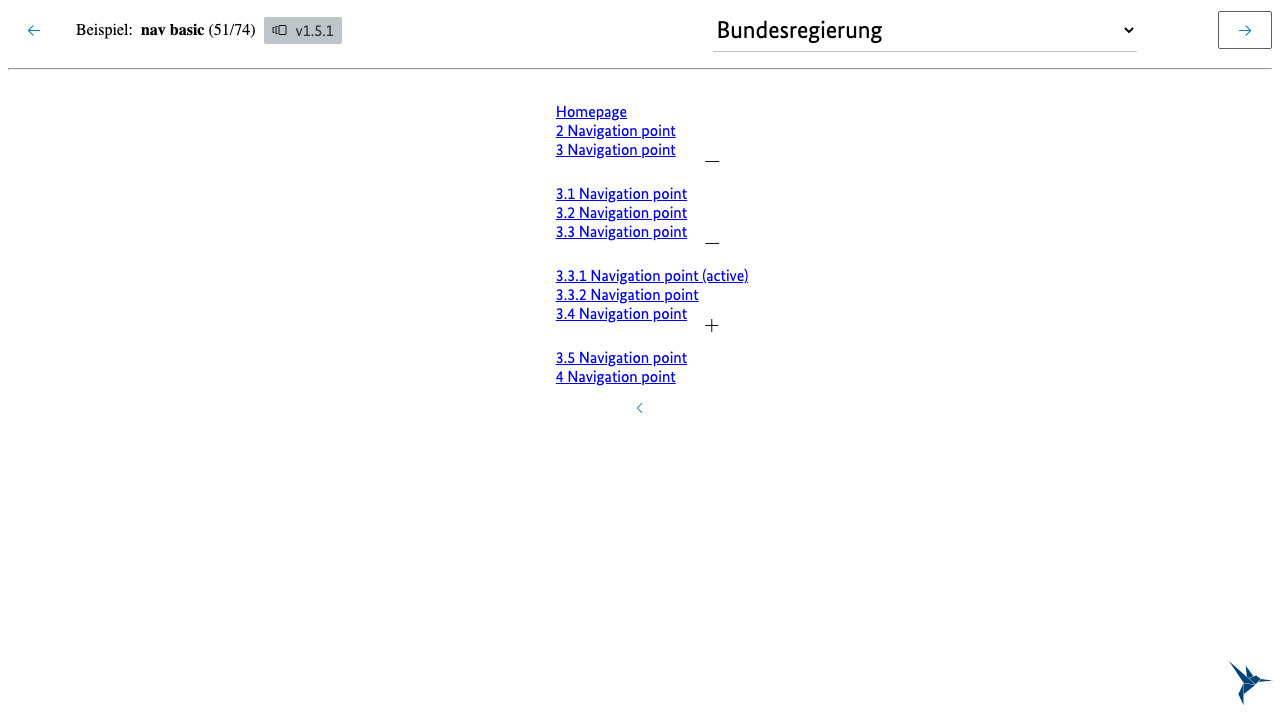 Beispiel: nav basic (51/74) v1.5.1 Bundesregierung
Homepage
2 Navigation point
3 Navigation point
3.1 Navigation point
3.2 Navigation point
3.3 Navigation point
3.3.1 Navigation point (active)
3.3.2 Navigation point
3.4 Navigation point
3.5 Navigation point
4 Navigation point